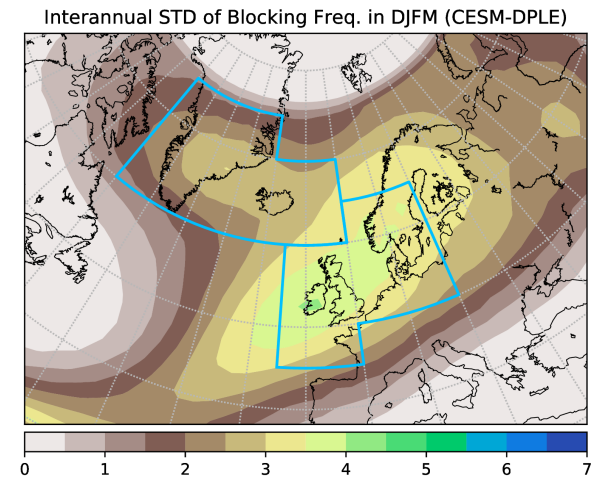 Interannual STD of Blocking Freq. in DJFM (CESM-DPLE)
0 1 2 3 4 5 6 7